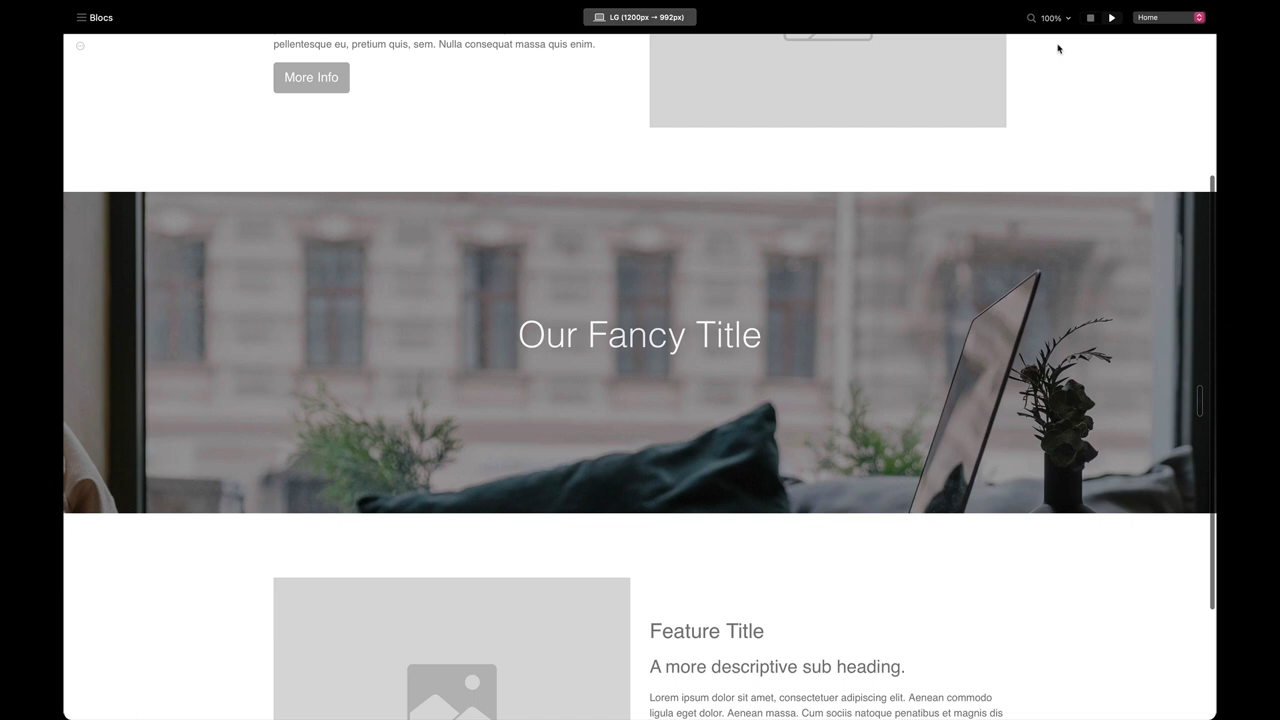 Blocs
LG (1200px → 992px)
100%
Home
pellentesque eu, pretium quis, sem. Nulla consequat massa quis enim.
More Info
Our Fancy Title
Feature Title
A more descriptive sub heading.
Lorem ipsum dolor sit amet, consectetuer adipiscing elit. Aenean commodo
ligula eget dolor. Aenean massa. Cum sociis natoque penatibus et magnis dis